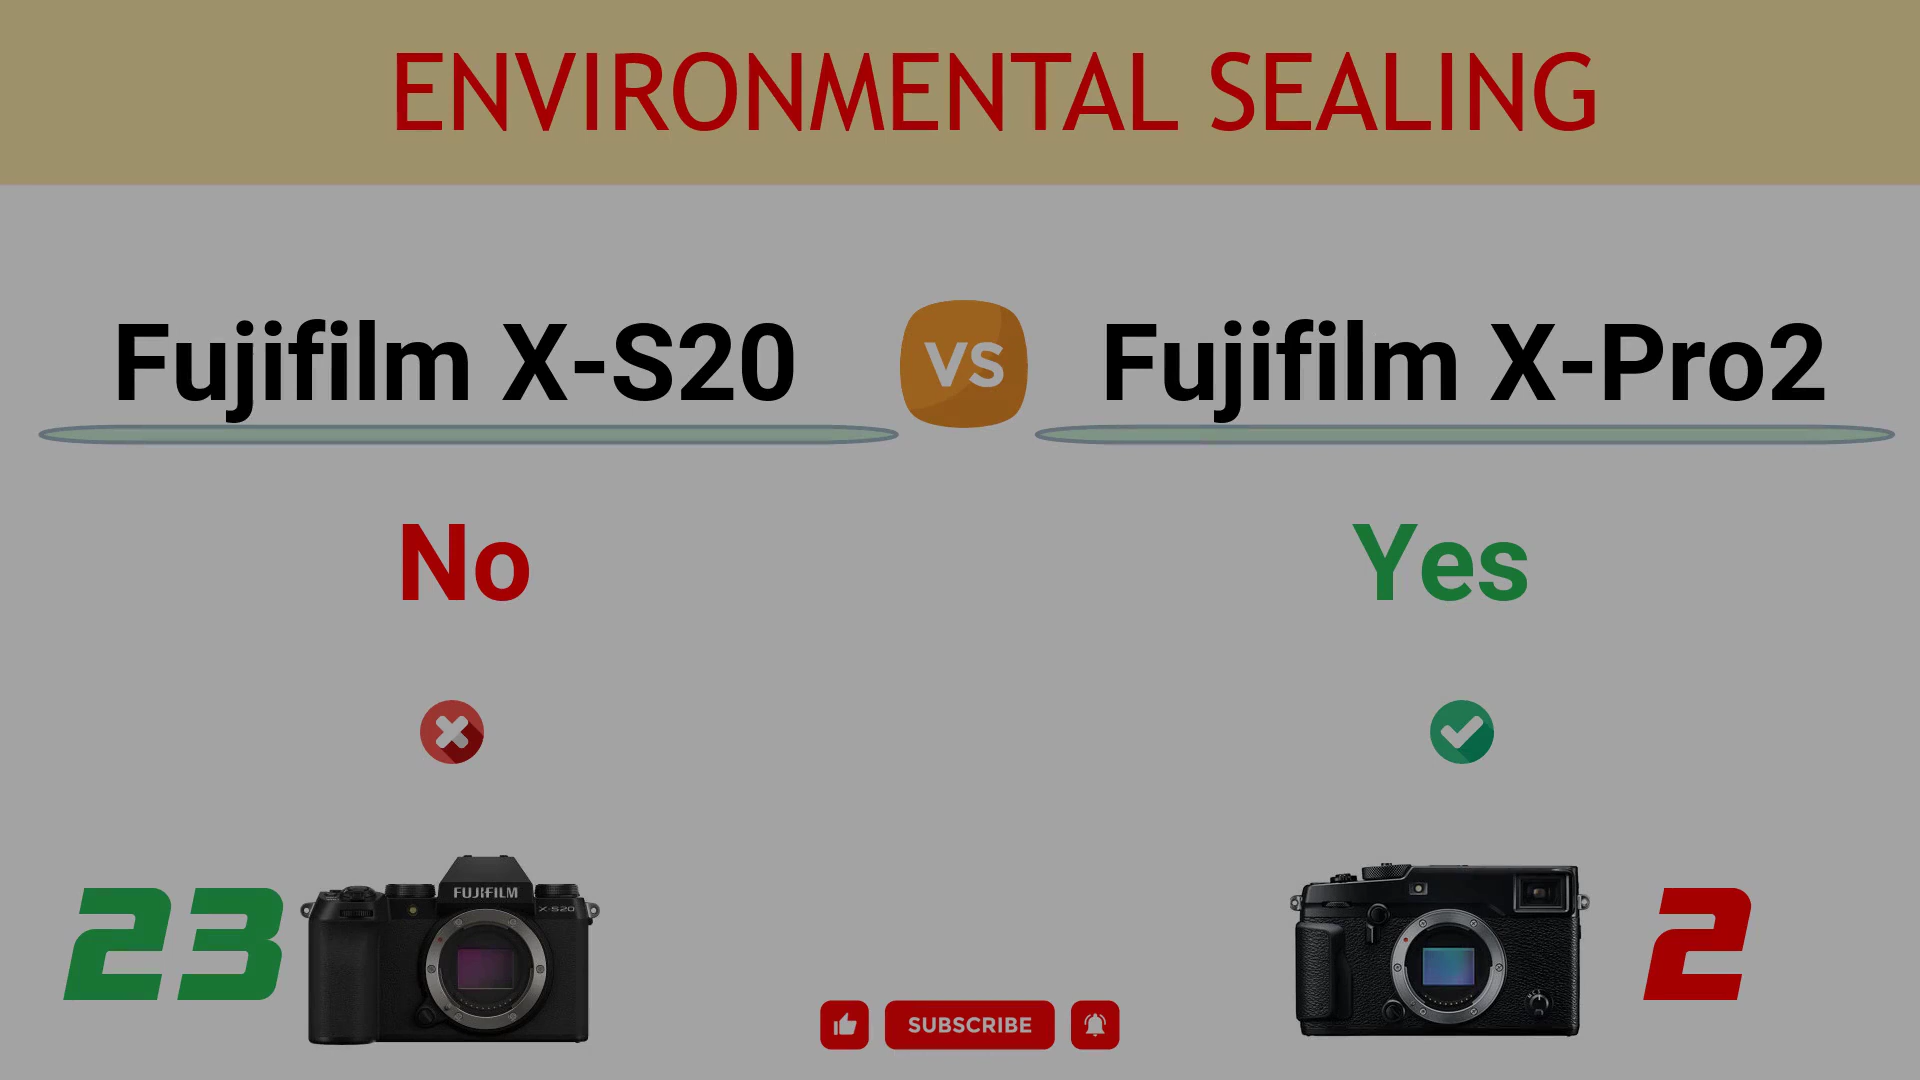 ENVIRONMENTAL SEALING
Fujifilm X-S20
VS
Fujifilm X-Pro2
No
Yes
23
FUJIFILM
X-S20
2
SUBSCRIBE